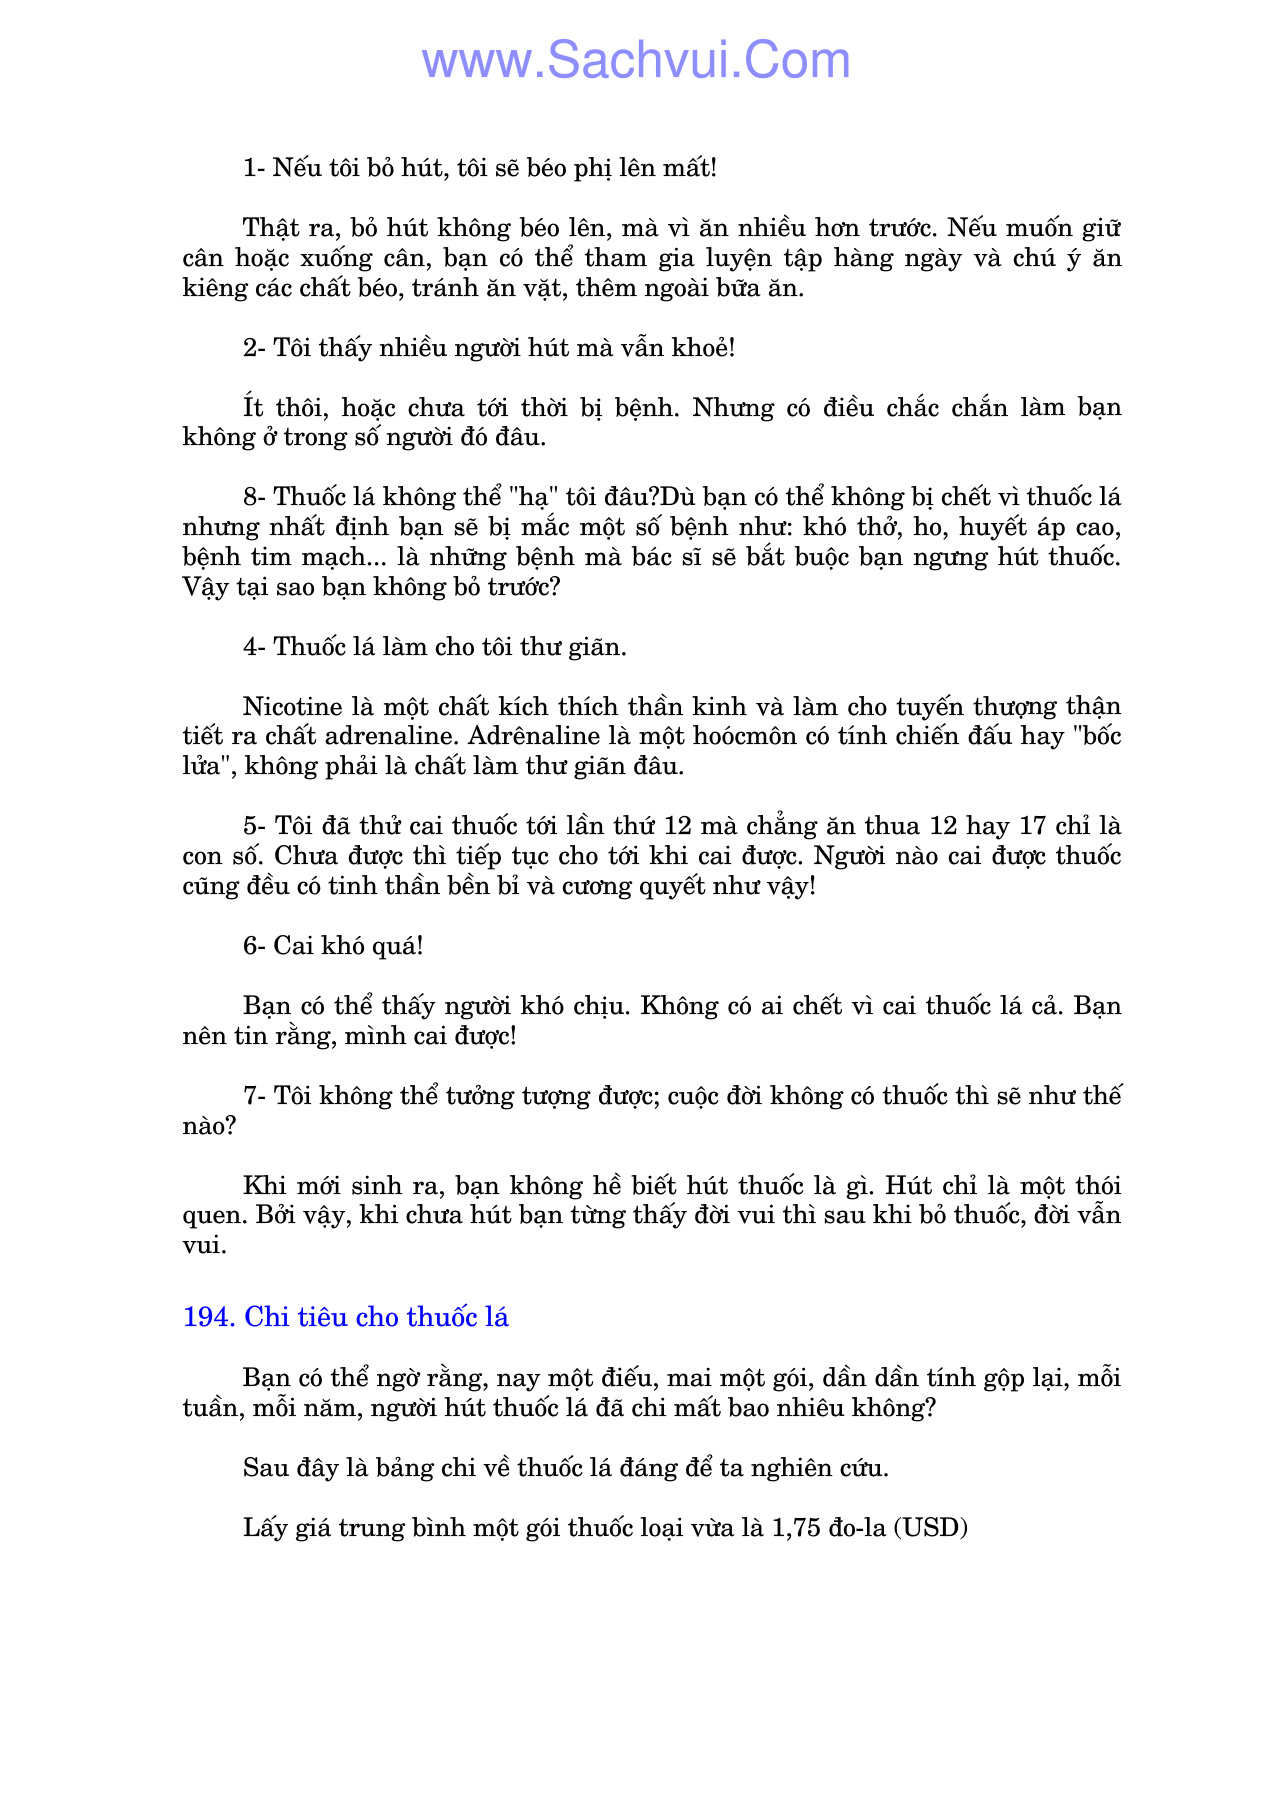 www.Sachvui.Com
1- Nếu tôi bỏ hút, tôi sẽ béo phị lên mất!
Thật ra, bỏ hút không béo lên, mà vì ăn nhiều hơn trước. Nếu muốn giữ
cân hoặc xuống cân, bạn có thể tham gia luyện tập hàng ngày và chú ý ăn
kiêng các chất béo, tránh ăn vặt, thêm ngoài bữa ăn.
2- Tôi thấy nhiều người hút mà vẫn khoẻ!
Ít thôi, hoặc chưa tới thời bị bệnh. Nhưng có điều chắc chắn làm bạn
không ở trong số người đó đâu.
8- Thuốc lá không thể "hạ" tôi đâu?Dù bạn có thể không bị chết vì thuốc lá
nhưng nhất định bạn sẽ bị mắc một số bệnh như: khó thở, ho, huyết áp cao,
bệnh tim mạch... là những bệnh mà bác sĩ sẽ bắt buộc bạn ngưng hút thuốc.
Vậy tại sao bạn không bỏ trước?
4- Thuốc lá làm cho tôi thư giãn.
Nicotine là một chất kích thích thần kinh và làm cho tuyến thượng thận
tiết ra chất adrenaline. Adrênaline là một hoócmôn có tính chiến đấu hay "bốc
lửa", không phải là chất làm thư giãn đâu.
5- Tôi đã thử cai thuốc tới lần thứ 12 mà chẳng ăn thua 12 hay 17 chỉ là
con số. Chưa được thì tiếp tục cho tới khi cai được. Người nào cai được thuốc
cũng đều có tinh thần bền bỉ và cương quyết như vậy!
6- Cai khó quá!
Bạn có thể thấy người khó chịu. Không có ai chết vì cai thuốc lá cả. Bạn
nên tin rằng, mình cai được!
7- Tôi không thể tưởng tượng được; cuộc đời không có thuốc thì sẽ như thế
nào?
Khi mới sinh ra, bạn không hề biết hút thuốc là gì. Hút chỉ là một thói
quen. Bởi vậy, khi chưa hút bạn từng thấy đời vui thì sau khi bỏ thuốc, đời vẫn
vui.
194. Chi tiêu cho thuốc lá
Bạn có thể ngờ rằng, nay một điếu, mai một gói, dần dần tính gộp lại, mỗi
tuần, mỗi năm, người hút thuốc lá đã chi mất bao nhiêu không?
Sau đây là bảng chi về thuốc lá đáng để ta nghiên cứu.
Lấy giá trung bình một gói thuốc loại vừa là 1,75 đo-la (USD)